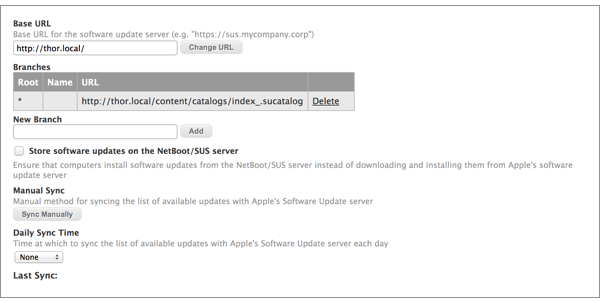 Base URL
Base URL for the software update server (e.g. "https://sus.mycompany.corp")
http://thor.local/ Change URL
Branches
Root Name URL
* http://thor.local/content/catalogs/index_.sucatalog Delete
New Branch
Add
Store software updates on the NetBoot/SUS server
Ensure that computers install software updates from the NetBoot/SUS server instead of downloading and installing them from Apple's software
update server
Manual Sync
Manual method for syncing the list of available updates with Apple's Software Update server
Sync Manually
Daily Sync Time
Time at which to sync the list of available updates with Apple's Software Update server each day
None
Last Sync: